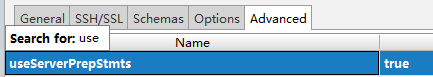 General SSH/SSL Schemas Options Advanced
Search for: use
Name
useServerPrepStmts true